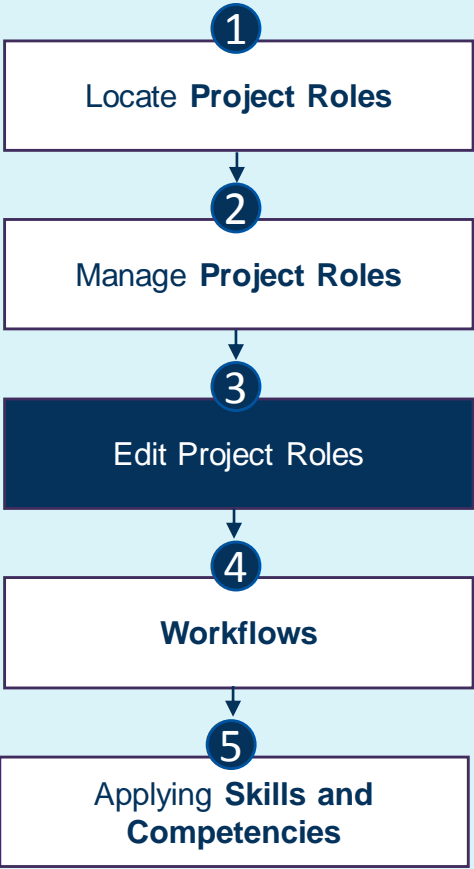 1
Locate Project Roles
2
Manage Project Roles
3
Edit Project Roles
4
Workflows
5
Applying Skills and
Competencies